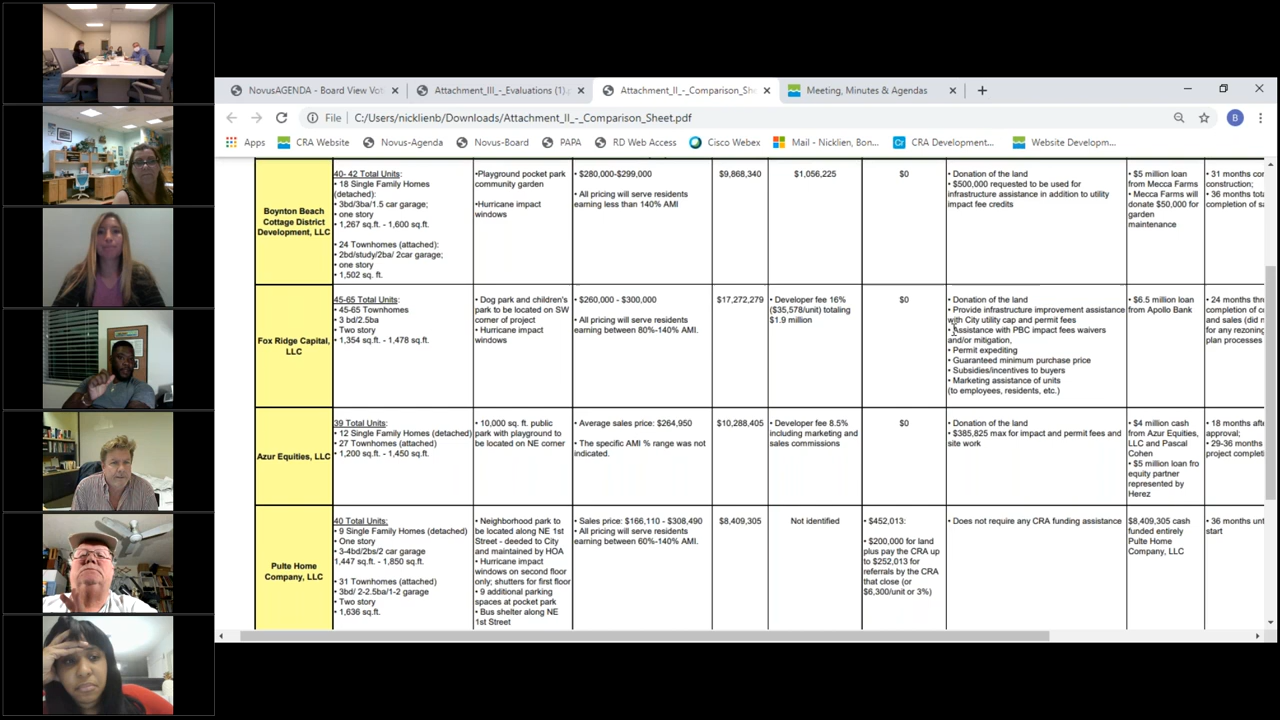 NovusAGENDA - Board View Vot
Attachment_III_-_Evaluations (1).
Attachment_II_-_Comparison_Sh
Meeting, Minutes & Agendas
File
C:/Users/nicklienb/Downloads/Attachment_II_-_Comparison_Sheet.pdf
B
Apps
CRA Website
Novus-Agenda
Novus-Board
PAPA
RD Web Access
Cisco Webex
Mail - Nicklien, Bon...
CRA Development...
Website Developm...
Boynton Beach
Cottage District
Development, LLC
40- 42 Total Units:
• 18 Single Family Homes
(detached):
• 3bd/3ba/1.5 car garage;
• one story
• 1,267 sq.ft. - 1,600 sq.ft.
• 24 Townhomes (attached):
• 2bd/study/2ba/ 2car garage;
• one story
• 1,502 sq. ft.
•Playground pocket park
community garden
•Hurricane impact
windows
• $280,000-$299,000
• All pricing will serve residents
earning less than 140% AMI
$9,868,340
$1,056,225
$0
• Donation of the land
• $500,000 requested to be used for
infrastructure assistance in addition to utility
impact fee credits
• $5 million loan
from Mecca Farms
• Mecca Farms will
donate $50,000 for
garden
maintenance
• 31 months
construction;
• 36 months
completion of
Fox Ridge Capital,
LLC
45-65 Total Units:
• 45-65 Townhomes
• 3 bd/2.5ba
• Two story
• 1,354 sq.ft. - 1,478 sq.ft.
• Dog park and children's
park to be located on SW
corner of project
• Hurricane impact
windows
• $260,000 - $300,000
• All pricing will serve residents
earning between 80%-140% AMI.
$17,272,279
• Developer fee 16%
($35,578/unit) totaling
$1.9 million
$0
• Donation of the land
• Provide infrastructure improvement assistance
with City utility cap and permit fees
• Assistance with PBC impact fees waivers
and/or mitigation,
• Permit expediting
• Guaranteed minimum purchase price
• Subsidies/incentives to buyers
• Marketing assistance of units
(to employees, residents, etc.)
• $6.5 million loan
from Apollo Bank
• 24 months
completion of
and sales (did
for any rezoning
plan processes
Azur Equities, LLC
39 Total Units:
• 12 Single Family Homes (detached)
• 27 Townhomes (attached)
• 1,200 sq.ft. - 1,450 sq.ft.
• 10,000 sq. ft. public
park with playground to
be located on NE corner
• Average sales price: $264,950
• The specific AMI % range was not
indicated.
$10,288,405
• Developer fee 8.5%
including marketing and
sales commissions
$0
• Donation of the land
• $385,825 max for impact and permit fees and
site work
• $4 million cash
from Azur Equities,
LLC and Pascal
Cohen
• $5 million loan fro
equity partner
represented by
Herez
• 18 months
approval;
• 29-36 months
project
Pulte Home
Company, LLC
40 Total Units:
• 9 Single Family Homes (detached)
• One story
• 3-4bd/2bs/2 car garage
1,447 sq.ft. - 1,850 sq.ft.
• 31 Townhomes (attached)
• 3bd/ 2-2.5ba/1-2 garage
• Two story
• 1,636 sq.ft.
• Neighborhood park to
be located along NE 1st
Street - deeded to City
and maintained by HOA
• Hurricane impact
windows on second floor
only; shutters for first floor
• 9 additional parking
spaces at pocket park
• Bus shelter along NE
1st Street
• Sales price: $166,110 - $308,490
• All pricing will serve residents
earning between 60%-140% AMI.
$8,409,305
Not identified
• $452,013:
• $200,000 for land
plus pay the CRA up
to $252,013 for
referrals by the CRA
that close (or
$6,300/unit or 3%)
• Does not require any CRA funding assistance
$8,409,305 cash
funded entirely
Pulte Home
Company, LLC
• 36 months
start